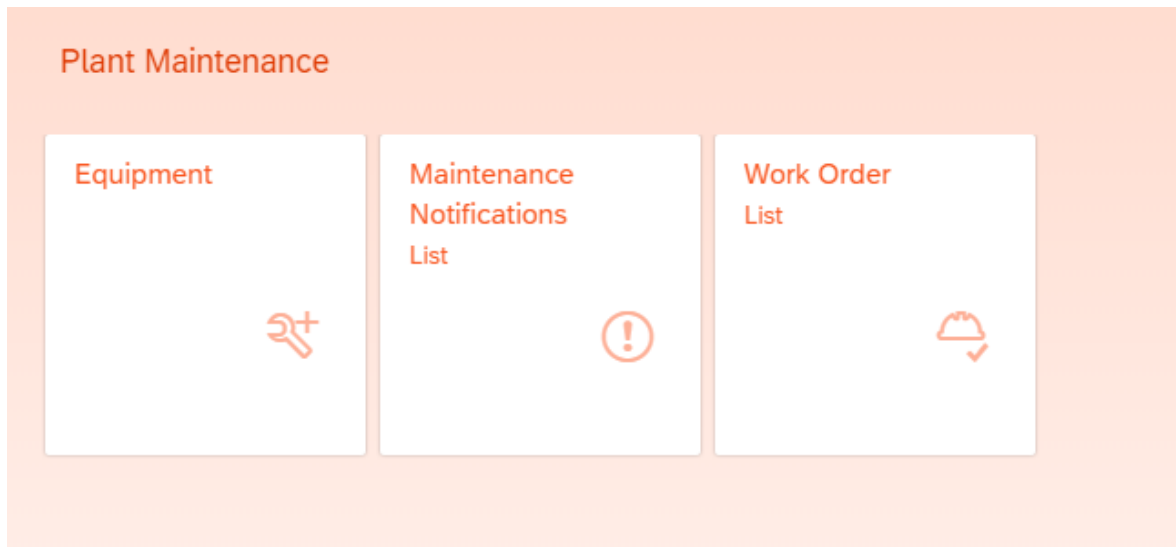 Plant Maintenance
Equipment
Maintenance
Notifications
List
Work Order
List